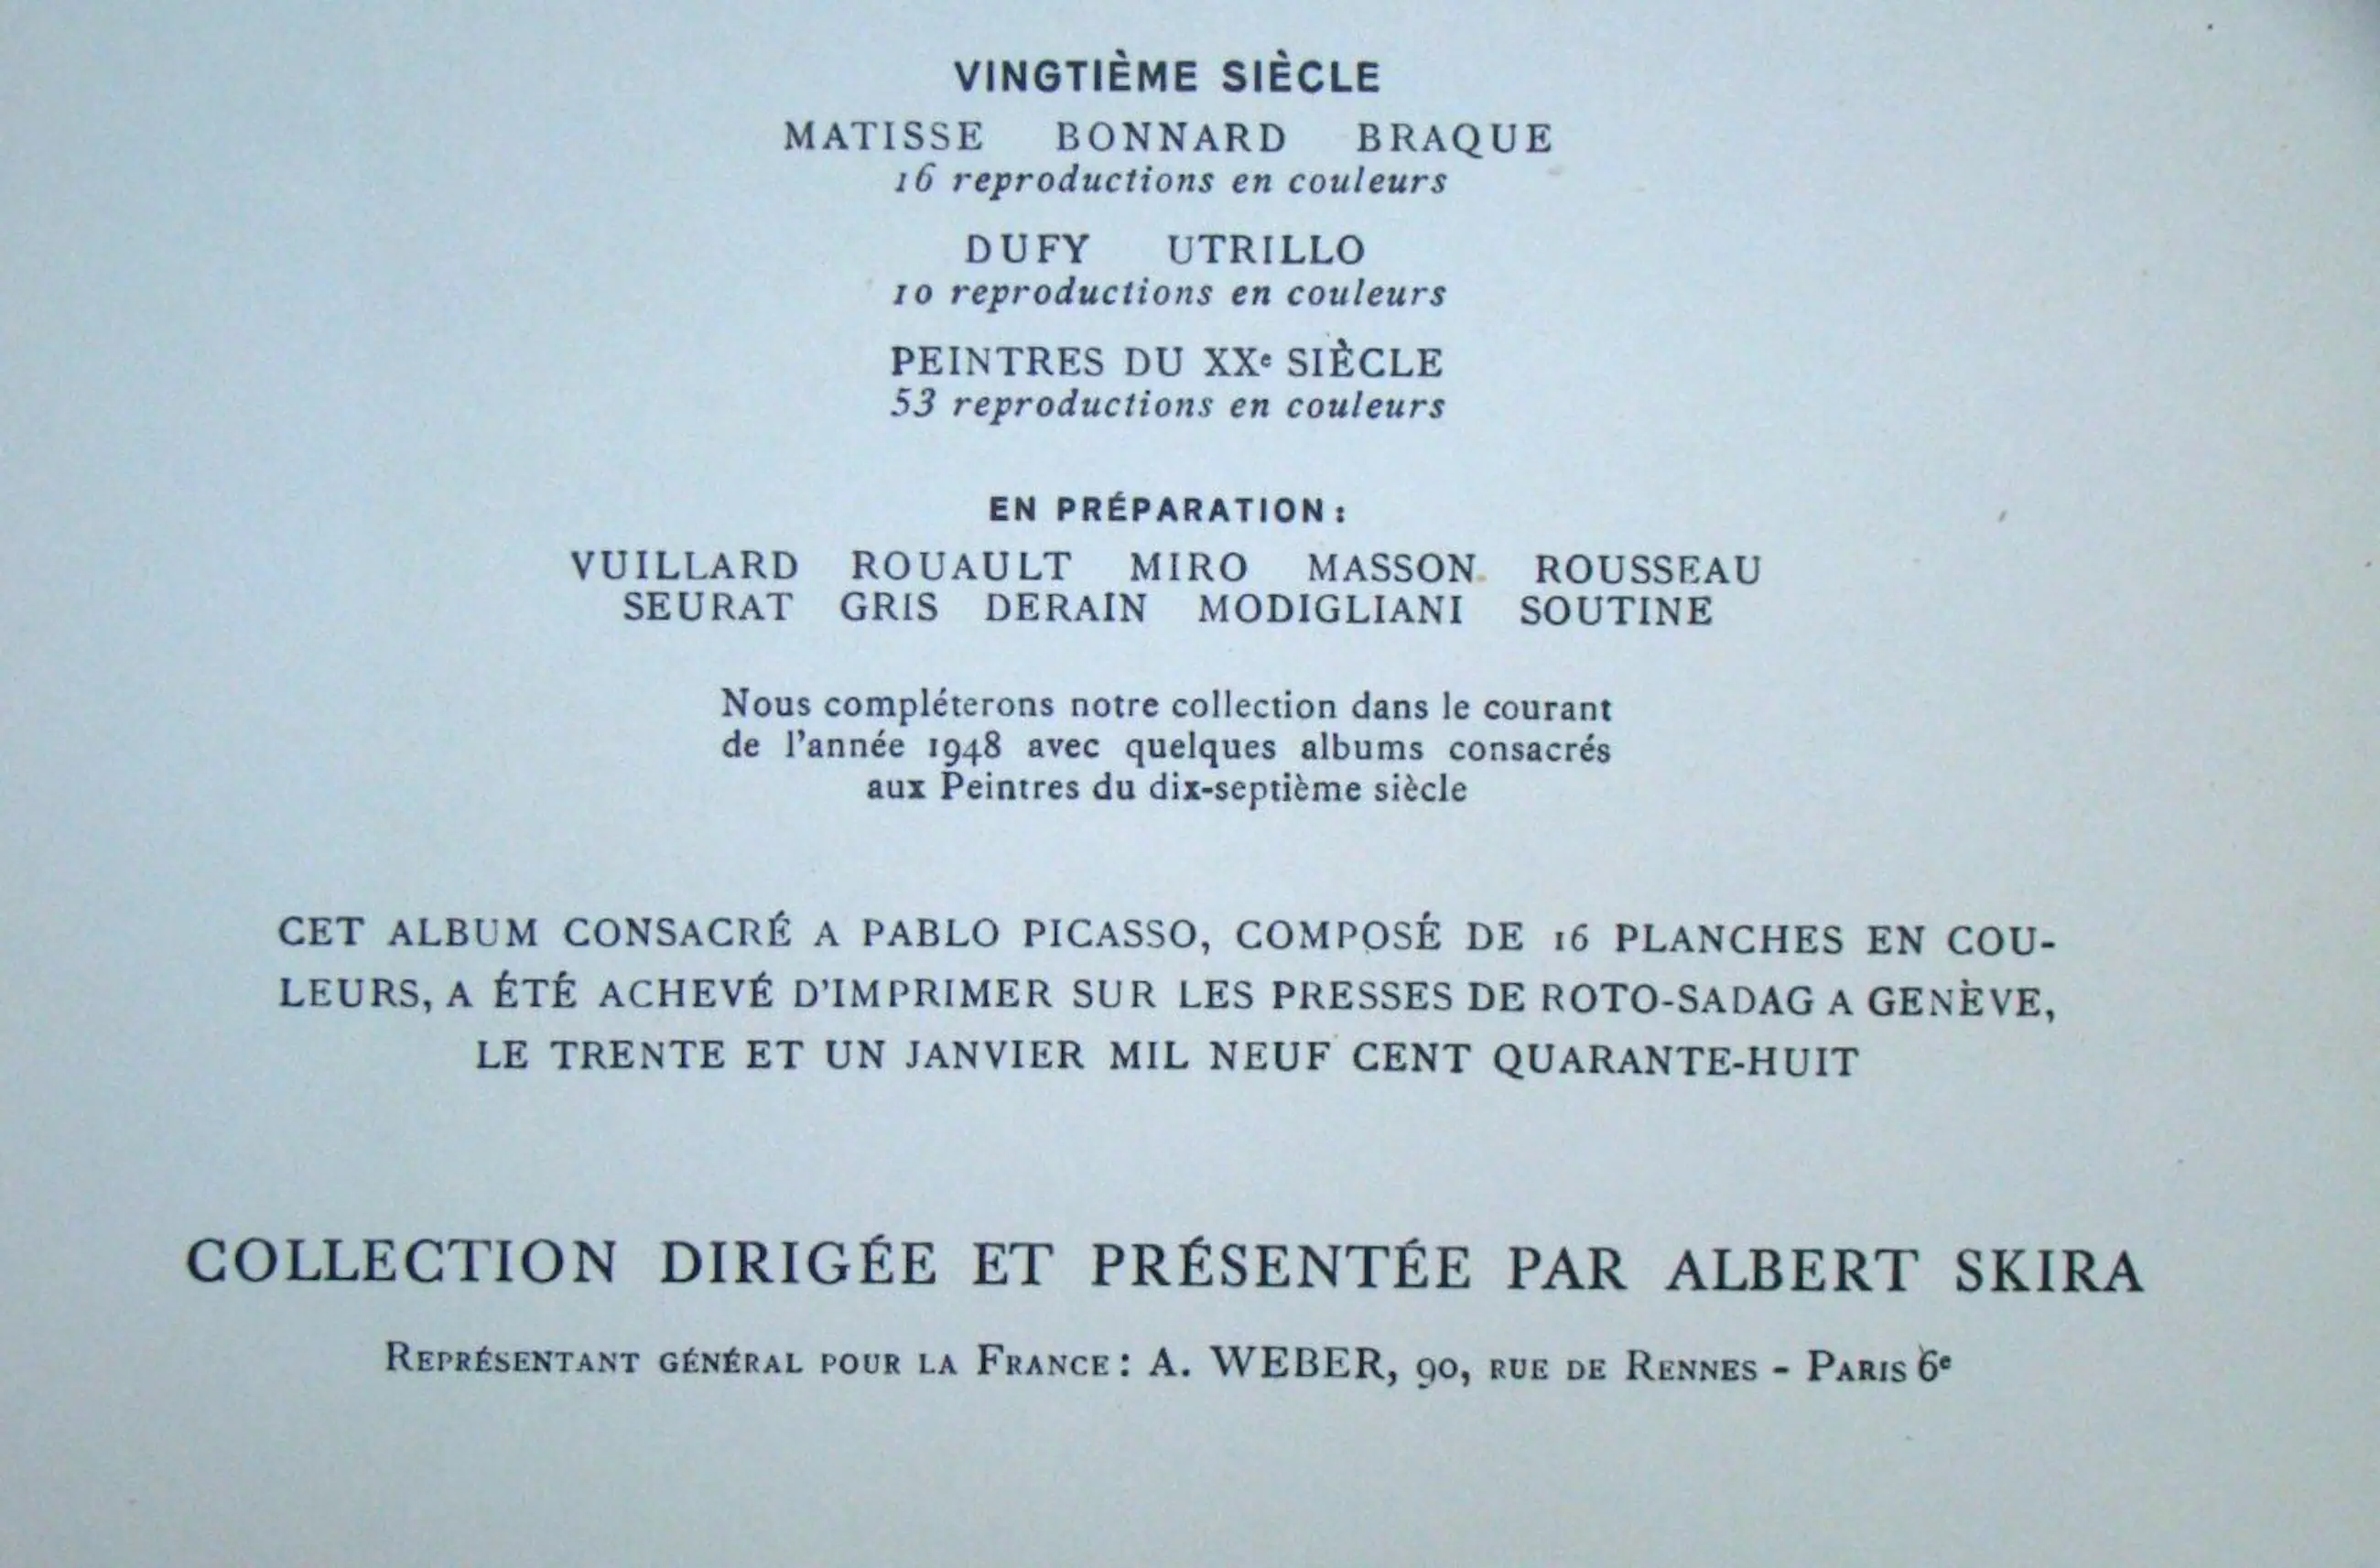 VINGTIÈME SIÈCLE
MATISSE BONNARD BRAQUE
16 reproductions en couleurs
DUFY UTRILLO
10 reproductions en couleurs
PEINTRES DU XXe SIÈCLE
53 reproductions en couleurs
EN PRÉPARATION :
VUILLARD ROUAULT MIRO MASSON ROUSSEAU
SEURAT GRIS DERAIN MODIGLIANI SOUTINE
Nous compléterons notre collection dans le courant
de l'année 1948 avec quelques albums consacrés
aux Peintres du dix-septième siècle
CET ALBUM CONSACRÉ A PABLO PICASSO, COMPOSÉ DE 16 PLANCHES EN COU-
LEURS, A ÉTÉ ACHEVÉ D'IMPRIMER SUR LES PRESSES DE ROTO-SADAG A GENÈVE,
LE TRENTE ET UN JANVIER MIL NEUF CENT QUARANTE-HUIT
COLLECTION DIRIGÉE ET PRÉSENTÉE PAR ALBERT SKIRA
REPRÉSENTANT GÉNÉRAL POUR LA FRANCE : A. WEBER, 90, RUE DE RENNES - PARIS 6e